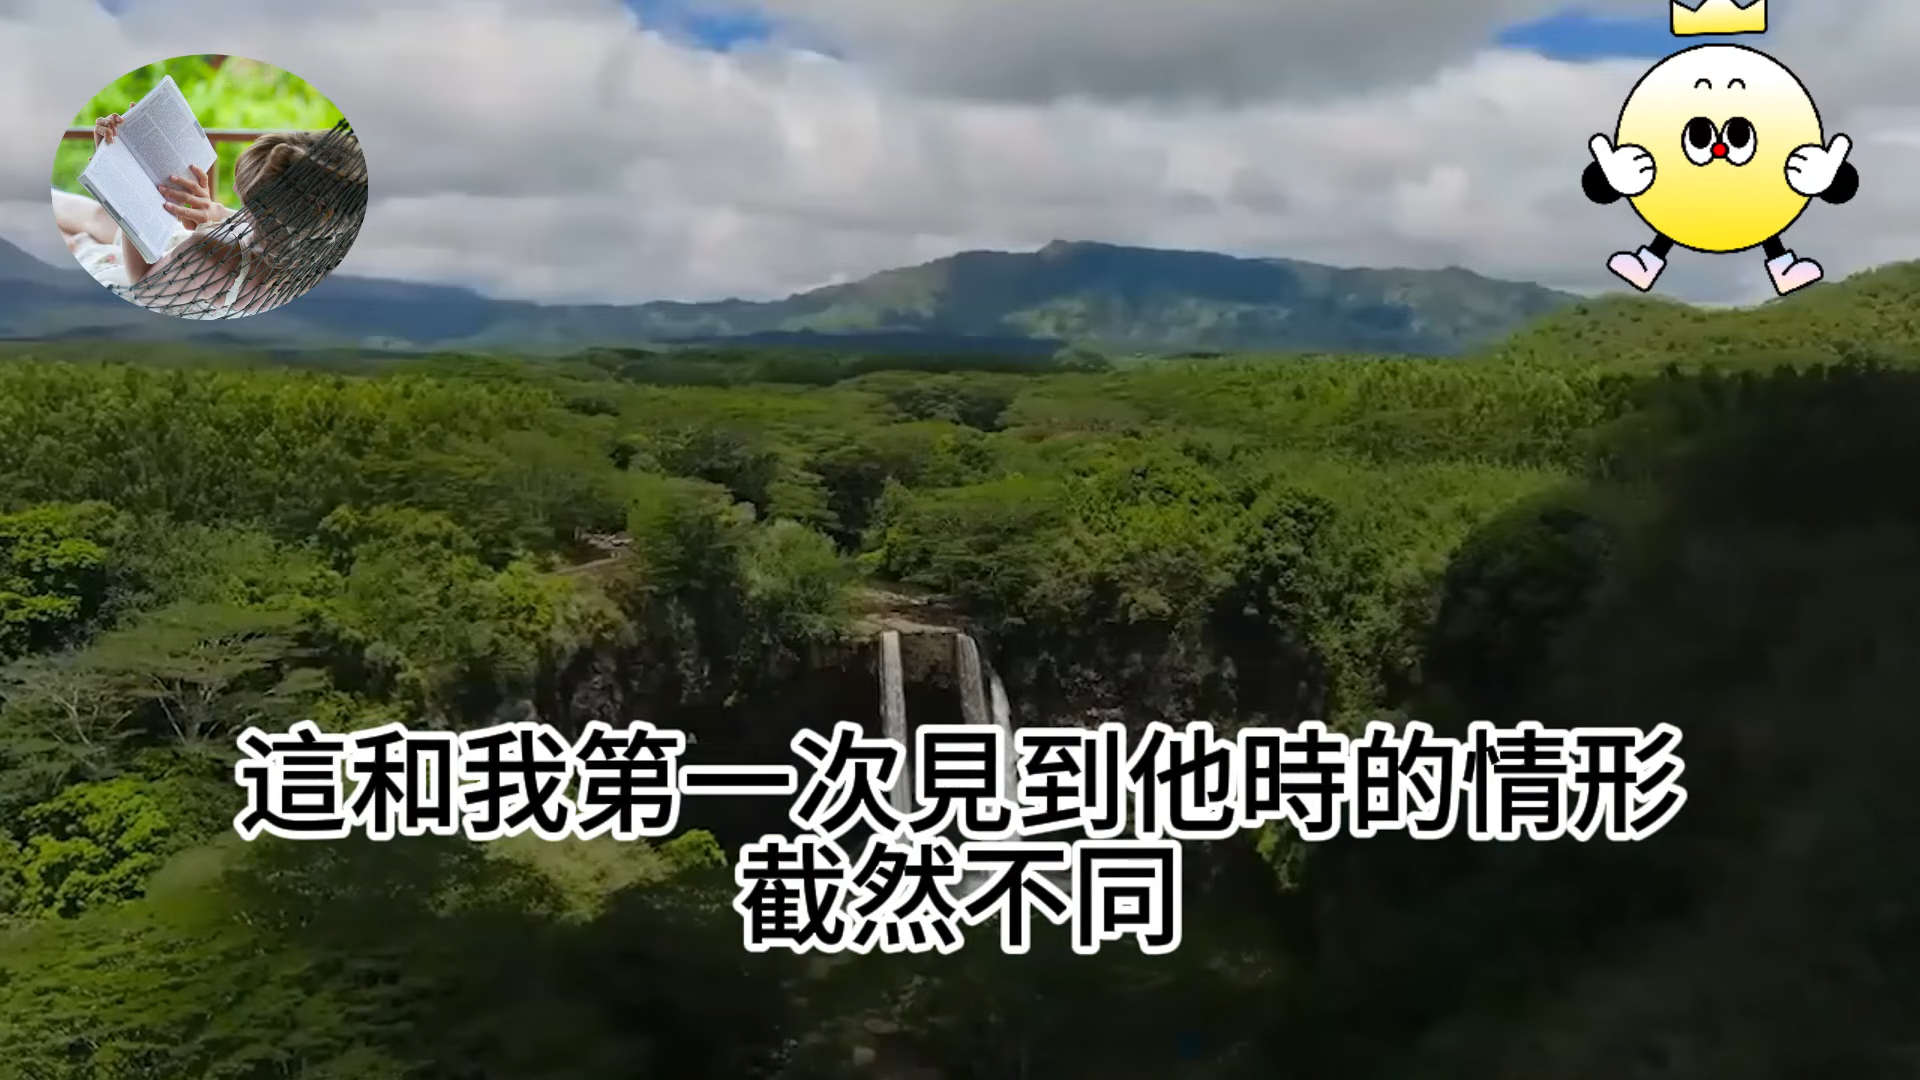 這和我第一次見到他時的情形
截然不同